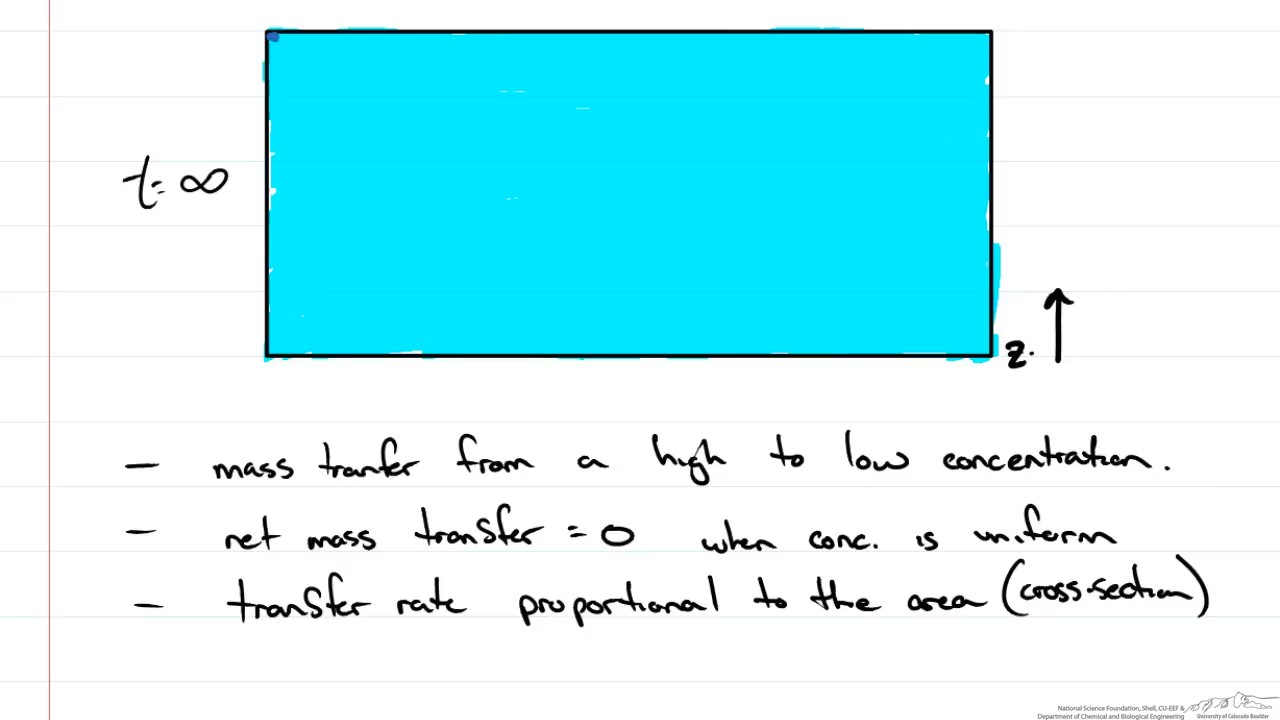 t = ∞
z.
– mass tranfer from a high to low concentration.
– net mass transfer = 0 when conc. is uniform
– transfer rate proportional to the area (cross-section)
National Science Foundation, Shell, CU-EEF &
Department of Chemical and Biological Engineering
University of Colorado Boulder